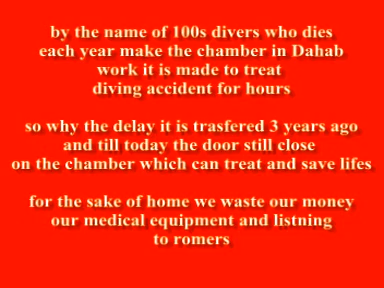 by the name of 100s divers who dies
each year make the chamber in Dahab
work it is made to treat
diving accident for hours
so why the delay it is trasfered 3 years ago
and till today the door still close
on the chamber which can treat and save lifes
for the sake of home we waste our money
our medical equipment and listning
to romers